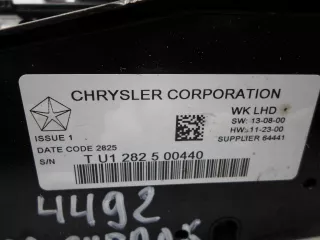 CHRYSLER CORPORATION
WK LHD
SW: 13-08-00
HW: 11-23-00
SUPPLIER 64441
ISSUE 1
DATE CODE 2825
S/N T U1 282 5 00440
4492